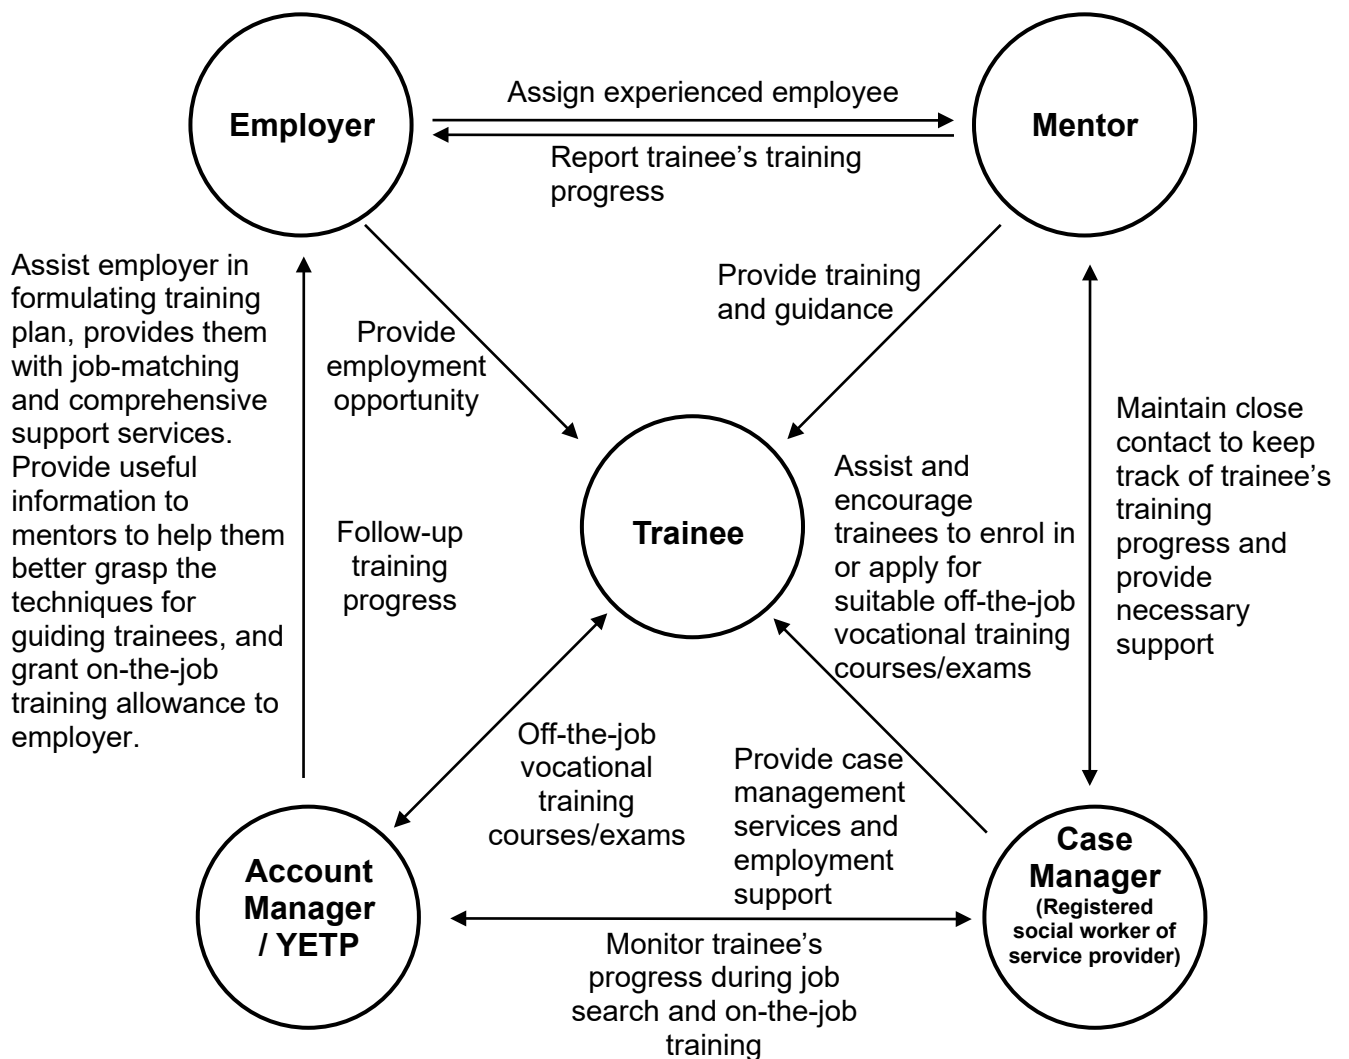 Employer
Assign experienced employee
Report trainee’s training
progress
Mentor
Assist employer in
formulating training
plan, provides them
with job-matching
and comprehensive
support services.
Provide useful
information to
mentors to help them
better grasp the
techniques for
guiding trainees, and
grant on-the-job
training allowance to
employer.
Provide
employment
opportunity
Provide training
and guidance
Follow-up
training
progress
Trainee
Assist and
encourage
trainees to enrol in
or apply for
suitable off-the-job
vocational training
courses/exams
Maintain close
contact to keep
track of trainee’s
training
progress and
provide
necessary
support
Off-the-job
vocational
training
courses/exams
Provide case
management
services and
employment
support
Account
Manager
/ YETP
Monitor trainee’s
progress during job
search and on-the-job
training
Case
Manager
(Registered
social worker of
service provider)